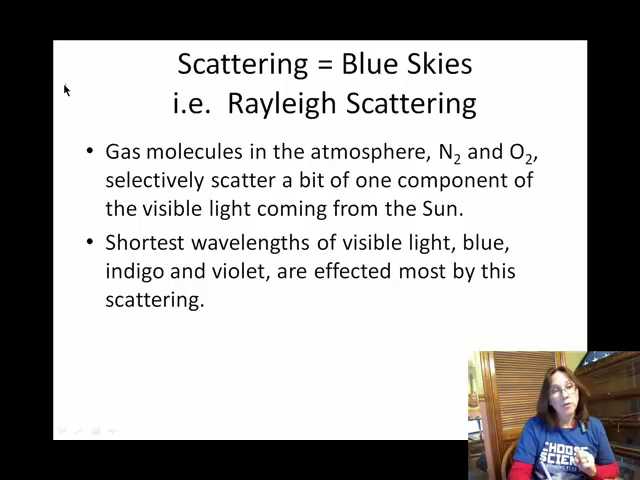 Scattering = Blue Skies
i.e. Rayleigh Scattering
• Gas molecules in the atmosphere, N₂ and O₂,
selectively scatter a bit of one component of
the visible light coming from the Sun.
• Shortest wavelengths of visible light, blue,
indigo and violet, are effected most by this
scattering.
CHOOSE
SCIENCE